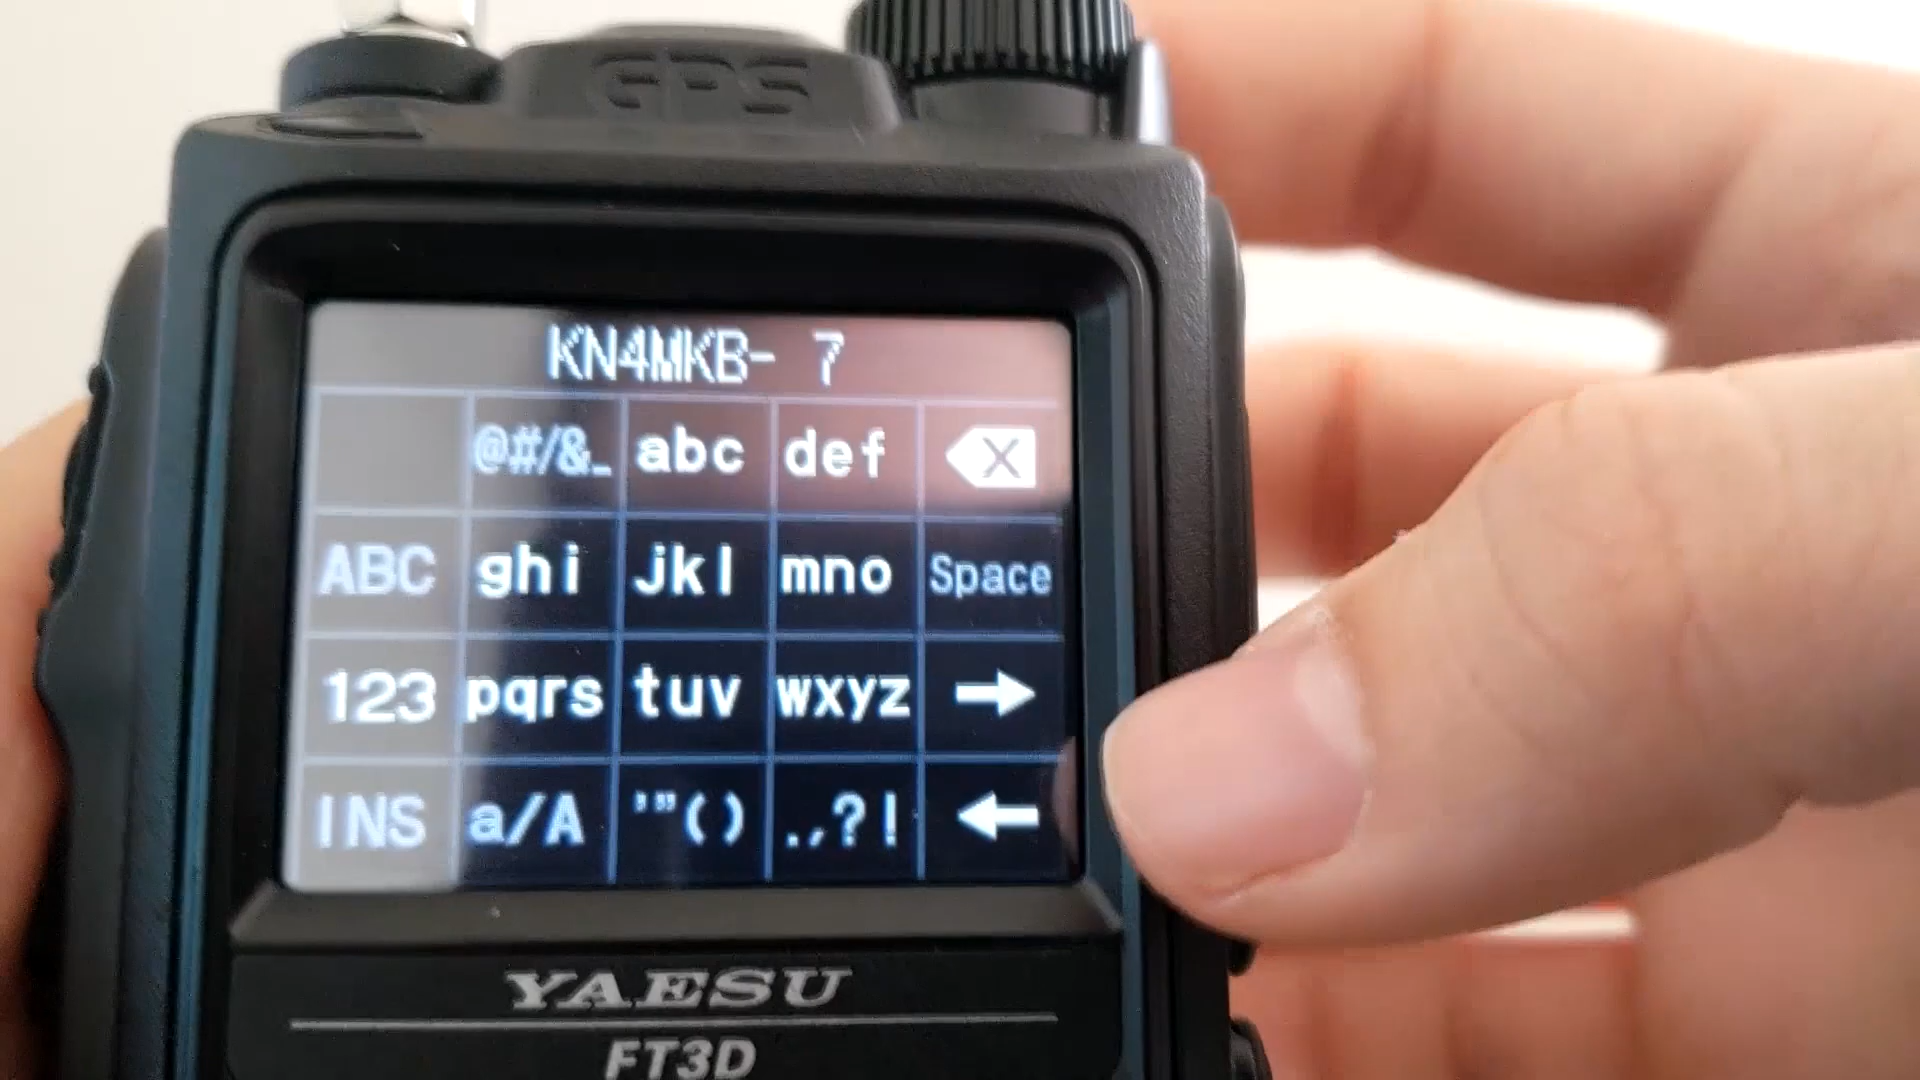 GPS
KN4MKB- 7
@#/&_ abc def X
ABC ghi jkl mno Space
123 pqrs tuv wxyz →
INS a/A '"() .,?! ←
YAESU
FT3D